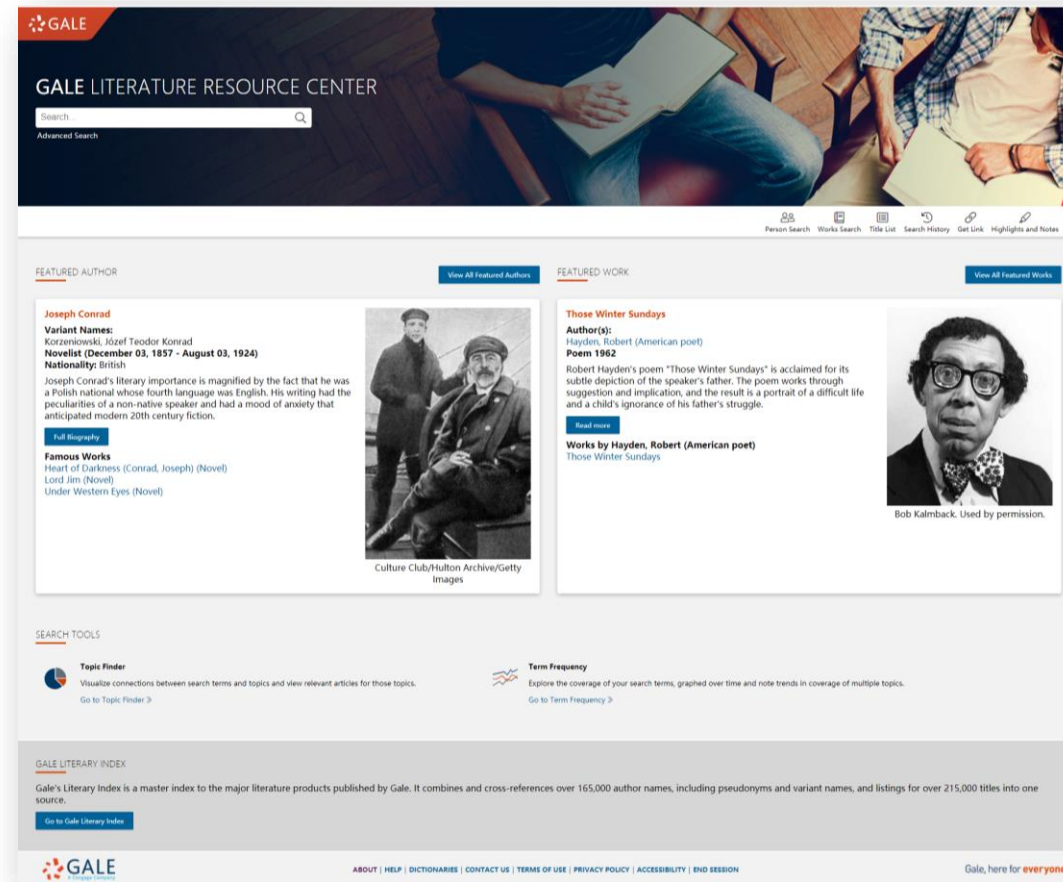 GALE
GALE LITERATURE RESOURCE CENTER
Search...
Advanced Search
Person Search
Works Search
Title List
Search History
Get Link
Highlights and Notes
FEATURED AUTHOR
View All Featured Authors
Joseph Conrad
Variant Names:
Korzeniowski, Józef Teodor Konrad
Novelist (December 03, 1857 - August 03, 1924)
Nationality: British
Joseph Conrad's literary importance is magnified by the fact that he was
a Polish national whose fourth language was English. His writing had the
peculiarities of a non-native speaker and had a mood of anxiety that
anticipated modern 20th century fiction.
Full Biography
Famous Works
Heart of Darkness (Conrad, Joseph) (Novel)
Lord Jim (Novel)
Under Western Eyes (Novel)
Culture Club/Hulton Archive/Getty
Images
FEATURED WORK
View All Featured Works
Those Winter Sundays
Author(s):
Hayden, Robert (American poet)
Poem 1962
Robert Hayden's poem "Those Winter Sundays" is acclaimed for its
subtle depiction of the speaker's father. The poem works through
suggestion and implication, and the result is a portrait of a difficult life
and a child's ignorance of his father's struggle.
Read more
Works by Hayden, Robert (American poet)
Those Winter Sundays
Bob Kalmback. Used by permission.
SEARCH TOOLS
Topic Finder
Visualize connections between search terms and topics and view relevant articles for those topics.
Go to Topic Finder >
Term Frequency
Explore the coverage of your search terms, graphed over time and note trends in coverage of multiple topics.
Go to Term Frequency >
GALE LITERARY INDEX
Gale's Literary Index is a master index to the major literature products published by Gale. It combines and cross-references over 165,000 author names, including pseudonyms and variant names, and listings for over 215,000 titles into one
source.
Go to Gale Literary Index
GALE
A Cengage Company
ABOUT | HELP | DICTIONARIES | CONTACT US | TERMS OF USE | PRIVACY POLICY | ACCESSIBILITY | END SESSION
Gale, here for everyone